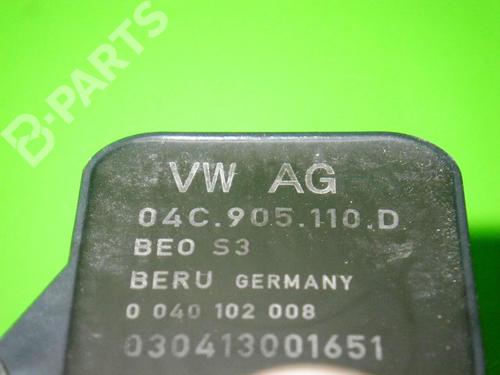 B-PARTS
VW AG
04C.905.110.D
BEO S3
BERU GERMANY
0 040 102 008
030413001651